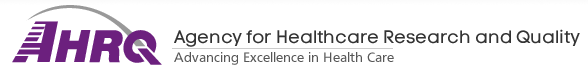 AHRQ
Agency for Healthcare Research and Quality
Advancing Excellence in Health Care